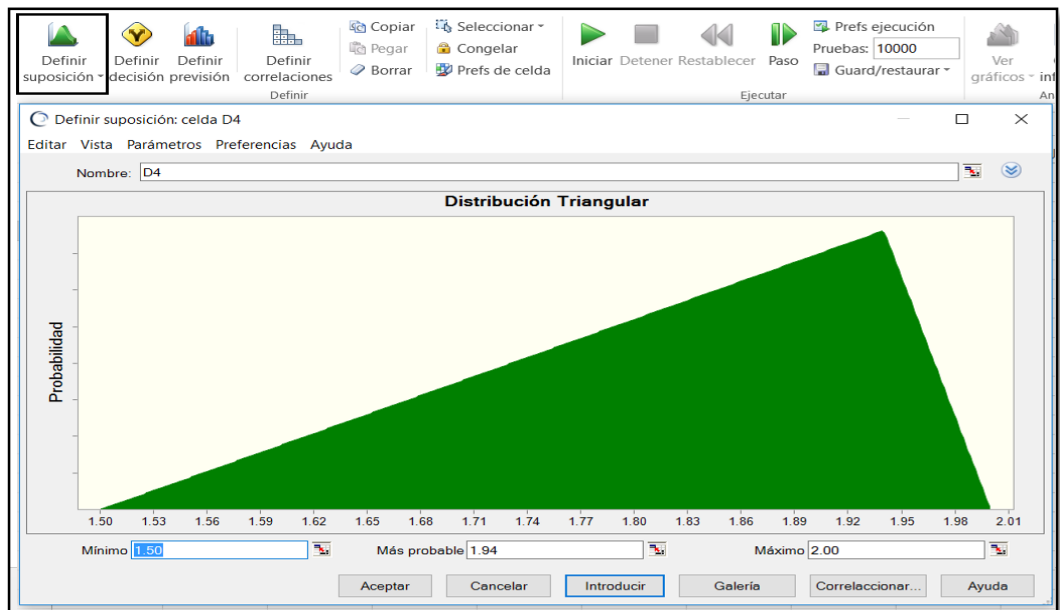 Definir suposición
Definir decisión
Definir previsión
Definir correlaciones
Copiar
Pegar
Borrar
Seleccionar
Congelar
Prefs de celda
Iniciar
Detener
Restablecer
Paso
Prefs ejecución
Pruebas: 10000
Guard/restaurar
Ver gráficos
inf
Definir
Ejecutar
An
Definir suposición: celda D4
Editar Vista Parámetros Preferencias Ayuda
Nombre: D4
Distribución Triangular
Probabilidad
1.50 1.53 1.56 1.59 1.62 1.65 1.68 1.71 1.74 1.77 1.80 1.83 1.86 1.89 1.92 1.95 1.98 2.01
Mínimo 1.50 Más probable 1.94 Máximo 2.00
Aceptar Cancelar Introducir Galería Correlaccionar... Ayuda